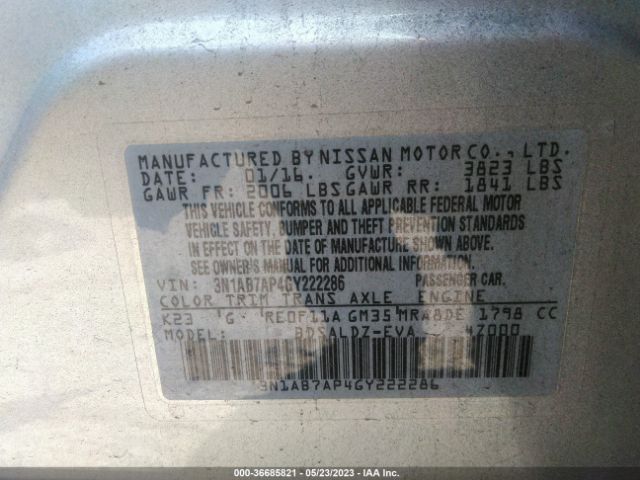 MANUFACTURED BY NISSAN MOTOR CO., LTD.
DATE: 01/16. GVWR: 3823 LBS
GAWR FR: 2006 LBS GAWR RR: 1841 LBS
THIS VEHICLE CONFORMS TO ALL APPLICABLE FEDERAL MOTOR
VEHICLE SAFETY, BUMPER AND THEFT PREVENTION STANDARDS
IN EFFECT ON THE DATE OF MANUFACTURE SHOWN ABOVE.
SEE OWNER'S MANUAL FOR ADDITIONAL INFORMATION.
VIN: 3N1AB7AP4GY222286 PASSENGER CAR.
COLOR TRIM TRANS AXLE ENGINE
K23 G RE0F11A GM35 MRA8DE 1798 CC
MODEL: BDSALDZ-EVA 4Z000
3N1AB7AP4GY222286
000-36685821 - 05/23/2023 - IAA Inc.